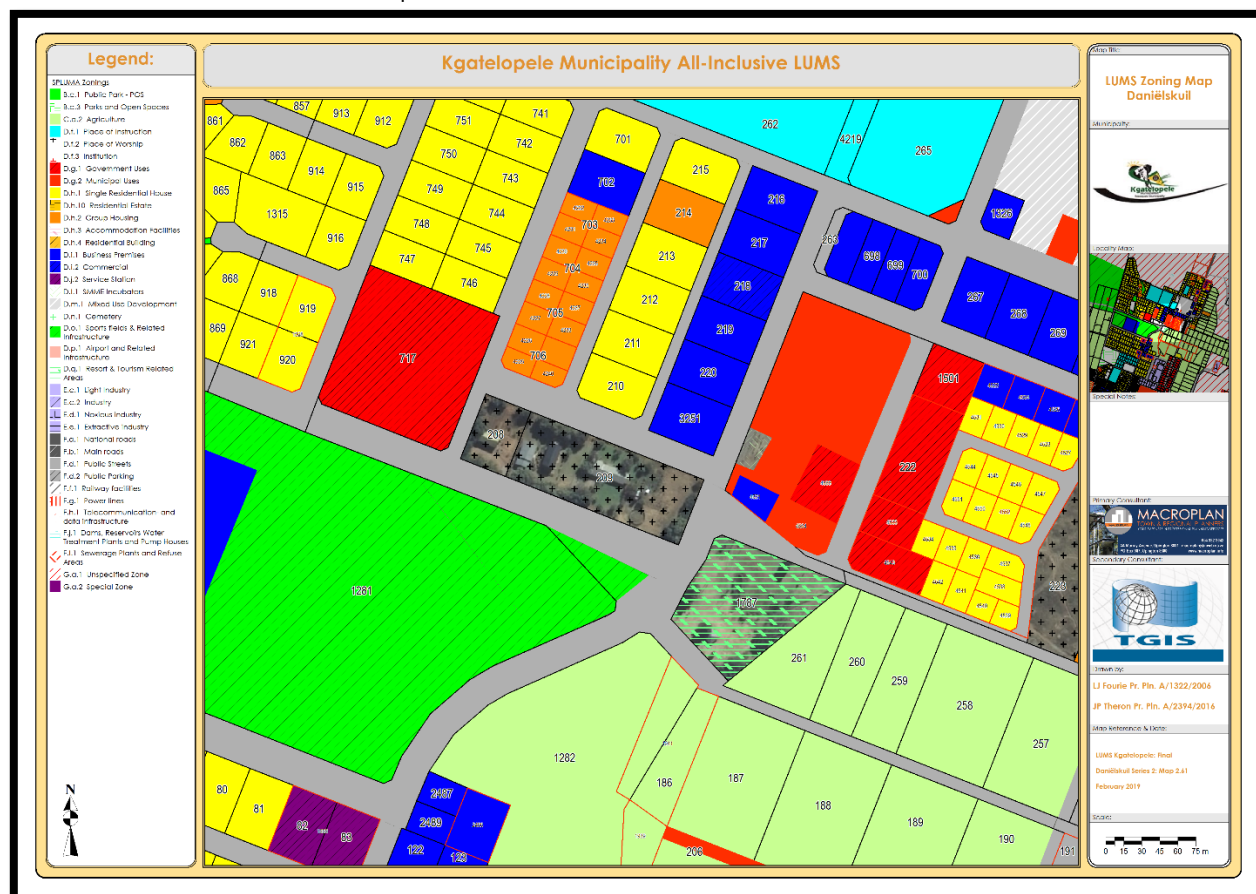 Legend:
SPLUMA Zonings
B.c.1 Public Park - POS
B.c.3 Parks and Open Spaces
C.a.2 Agriculture
D.f.1 Place of Instruction
D.f.2 Place of Worship
D.f.3 Institution
D.g.1 Government Uses
D.g.2 Municipal Uses
D.h.1 Single Residential House
D.h.10 Residential Estate
D.h.2 Group Housing
D.h.3 Accommodation Facilities
D.h.4 Residential Building
D.i.1 Business Premises
D.i.2 Commercial
D.j.2 Service Station
D.l.1 SMME Incubators
D.m.1 Mixed Use Development
D.n.1 Cemetery
D.o.1 Sports fields & Related
Infrastructure
D.p.1 Airport and Related
Infrastructure
D.q.1 Resort & Tourism Related
Areas
E.c.1 Light Industry
E.c.2 Industry
E.d.1 Noxious Industry
E.e.1 Extractive Industry
F.a.1 National roads
F.b.1 Main roads
F.d.1 Public Streets
F.d.2 Public Parking
F.f.1 Railway facilities
F.g.1 Power lines
F.h.1 Telecommunication and
data infrastructure
F.j.1 Dams, Reservoirs Water
Treatment Plants and Pump Houses
F.l.1 Sewerage Plants and Refuse
Areas
G.a.1 Unspecified Zone
G.a.2 Special Zone
N
Kgatelopele Municipality All-Inclusive LUMS
857 913 912 751 741 701 262 4219 265
861 862 863 914 750 742 215
915 749 743 702 216 1326
865 1315 748 744 703 214 217 263 698 699 700
916 747 745 704 213 218 267 268 269
868 918 919 746 212 219
869 921 920 717 705 211 220 1601
706 210 3351
208 209 222
1281 1787 223
261 260 259 258 257
1282 186 187 188 189 190 191
80 81 82 83 2487 2489 122 123 206
Map Title:
LUMS Zoning Map
Daniëlskuil
Municipality:
Kgatelopele
Locality Map:
Special Notes:
Primary Consultant:
MACROPLAN
TOWN & REGIONAL PLANNERS
Secondary Consultant:
TGIS
Drawn by:
LJ Fourie Pr. Pln. A/1322/2006
JP Theron Pr. Pln. A/2394/2016
Map Reference & Date:
LUMS Kgatelopele: Final
Daniëlskuil Series 2: Map 2.61
February 2019
Scale:
0 15 30 45 60 75 m